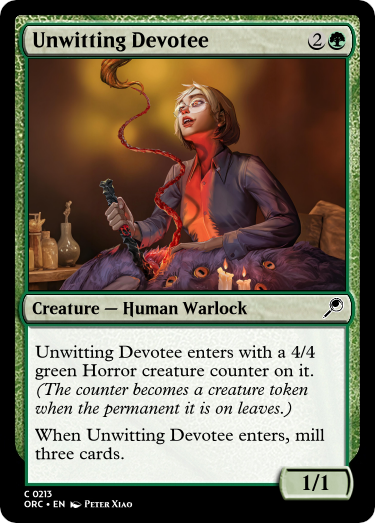 Unwitting Devotee 2
Creature — Human Warlock
Unwitting Devotee enters with a 4/4
green Horror creature counter on it.
(The counter becomes a creature token
when the permanent it is on leaves.)
When Unwitting Devotee enters, mill
three cards.
1/1
C 0213
ORC • EN Peter Xiao